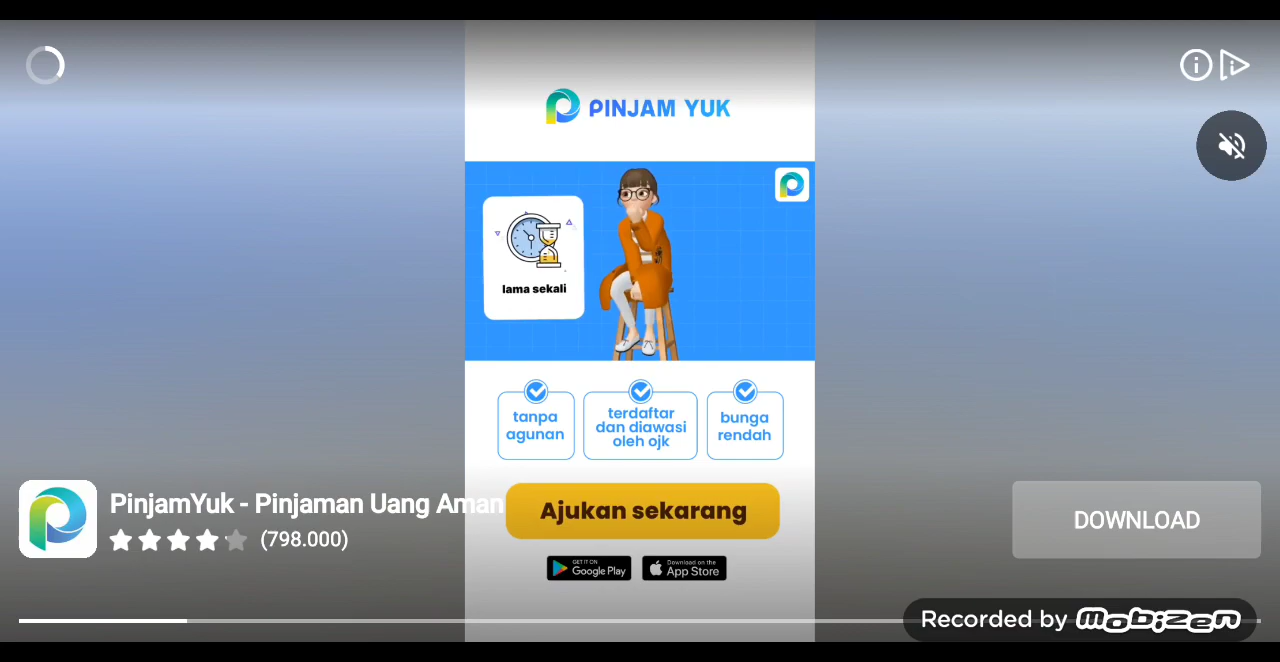 PINJAM YUK
lama sekali
tanpa
agunan
terdaftar
dan diawasi
oleh ojk
bunga
rendah
Ajukan sekarang
GET IT ON
Google Play
Download on the
App Store
PinjamYuk - Pinjaman Uang Aman
(798.000)
DOWNLOAD
Recorded by mobizen